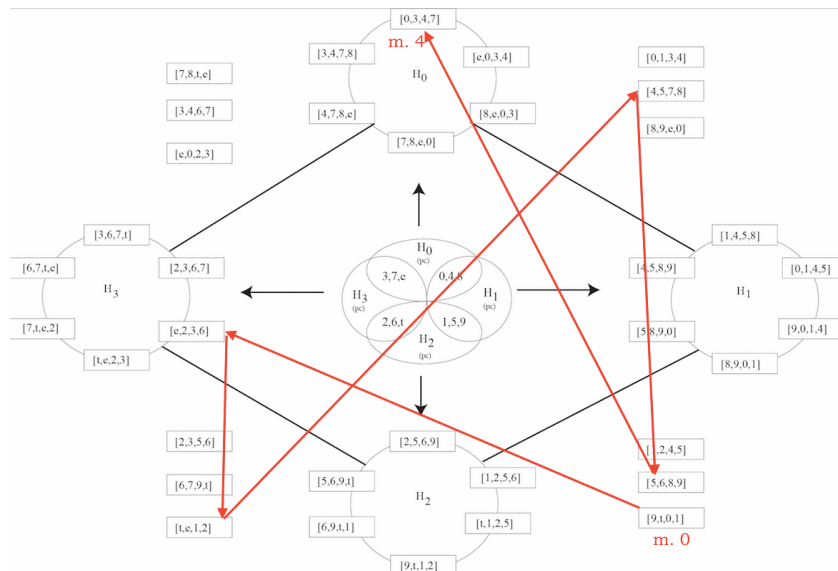 [0,3,4,7]
m. 4
[3,4,7,8]
[e,0,3,4]
H0
[4,7,8,e]
[8,e,0,3]
[7,8,e,0]
[7,8,t,e]
[3,4,6,7]
[e,0,2,3]
[0,1,3,4]
[4,5,7,8]
[8,9,e,0]
[3,6,7,t]
[6,7,t,e]
[2,3,6,7]
H3
[7,t,e,2]
[e,2,3,6]
[t,e,2,3]
H0
(pc)
3,7,e
0,4,8
H3
(pc)
H1
(pc)
2,6,t
1,5,9
H2
(pc)
[1,4,5,8]
[4,5,8,9]
[0,1,4,5]
H1
[5,8,9,0]
[9,0,1,4]
[8,9,0,1]
[2,3,5,6]
[6,7,9,t]
[t,e,1,2]
[2,5,6,9]
[5,6,9,t]
[1,2,5,6]
H2
[6,9,t,1]
[t,1,2,5]
[9,t,1,2]
[1,2,4,5]
[5,6,8,9]
[9,t,0,1]
m. 0